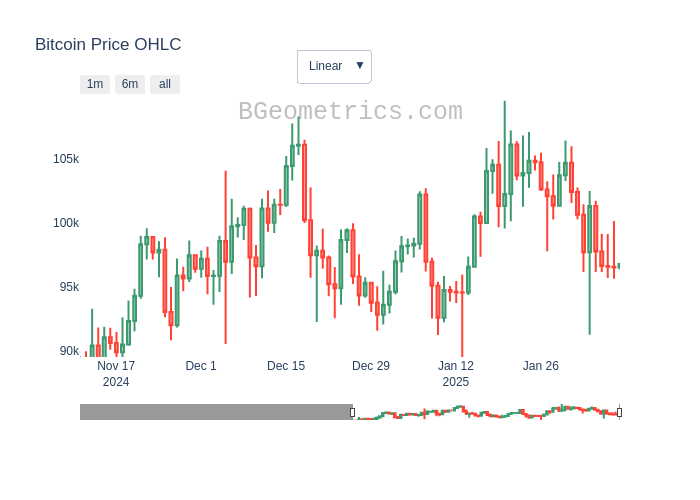 Bitcoin Price OHLC
Linear ▼
1m 6m all
BGeometrics.com
105k
100k
95k
90k
Nov 17 Dec 1 Dec 15 Dec 29 Jan 12 Jan 26
2024 2025